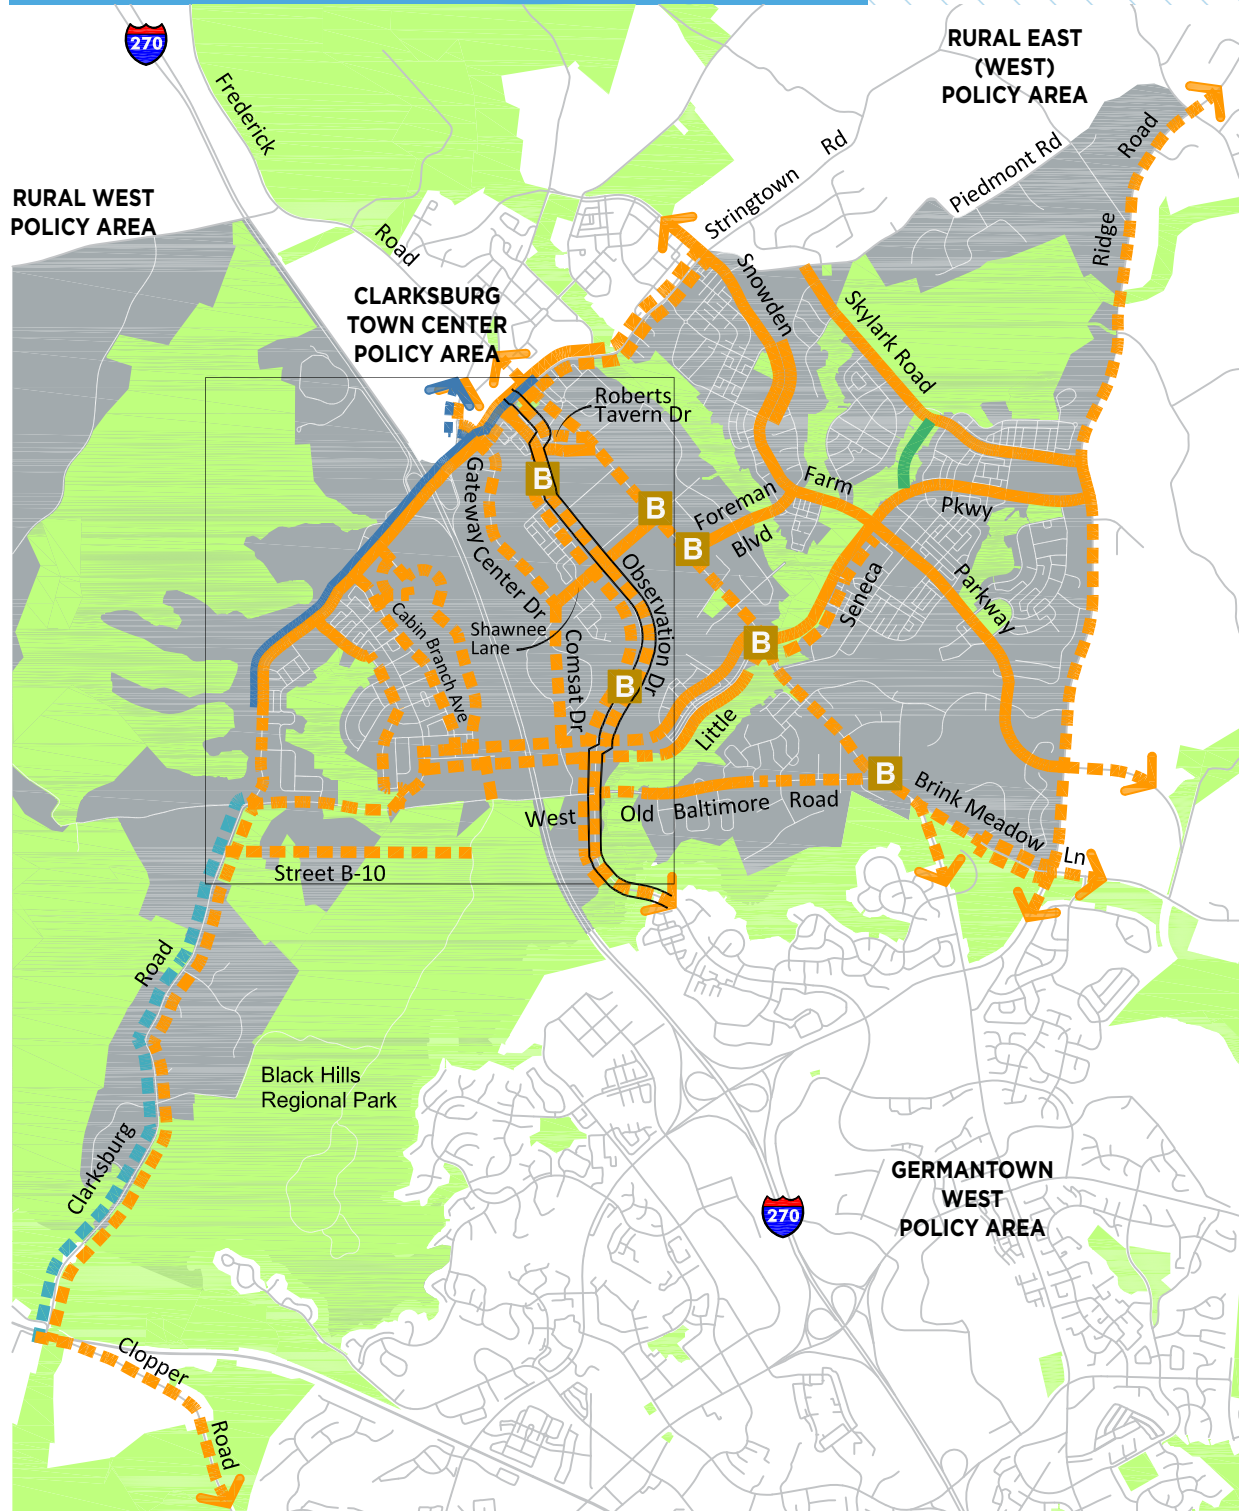 270
RURAL EAST
(WEST)
POLICY AREA
Frederick
Road
RURAL WEST
POLICY AREA
Stringtown
Rd
Piedmont Rd
Ridge
Road
CLARKSBURG
TOWN CENTER
POLICY AREA
Snowden
Farm
Parkway
Skylark Road
Roberts
Tavern Dr
B
B
B
B
B
B
Gateway Center Dr
Foreman
Blvd
Pkwy
Seneca
Little
Observation Dr
Shawnee
Lane
Comsat Dr
Cabin Branch Ave
West
Old
Baltimore
Road
Brink Meadow
Ln
Street B-10
Road
Clarksburg
Black Hills
Regional Park
GERMANTOWN
WEST
POLICY AREA
270
Clopper
Road